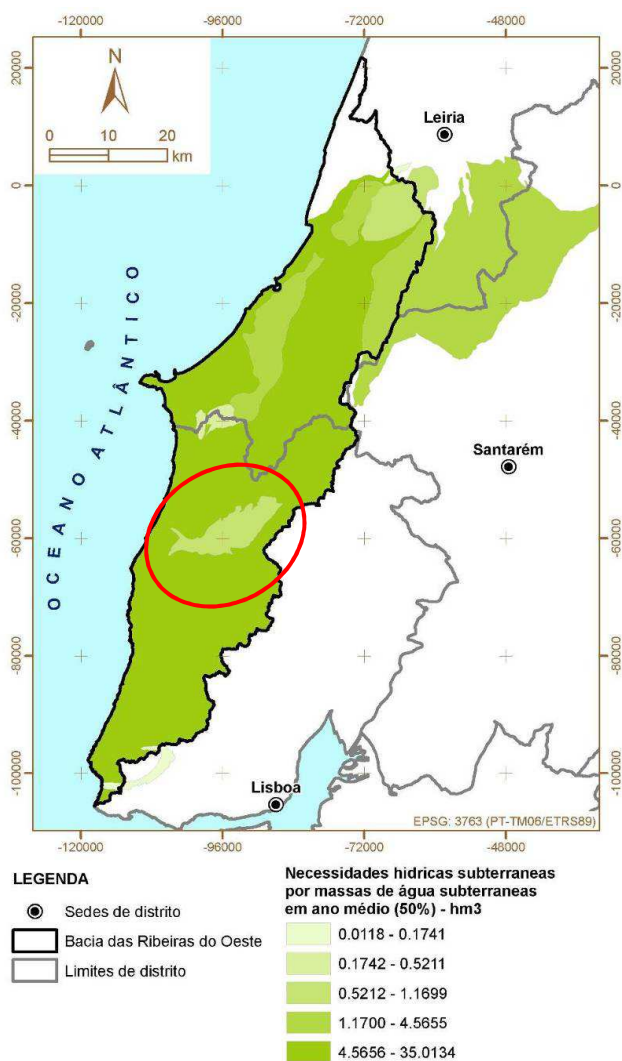 -120000 -96000 -72000 -48000
20000 20000
N
Leiria
0 10 20
km
0 0
-20000 -20000
OCEANO ATLÂNTICO
-40000 -40000
Santarém
-60000 -60000
-80000 -80000
-100000 -100000
Lisboa
EPSG: 3763 (PT-TM06/ETRS89)
-120000 -96000 -72000 -48000
LEGENDA
Sedes de distrito
Bacia das Ribeiras do Oeste
Limites de distrito
Necessidades hídricas subterraneas
por massas de água subterraneas
em ano médio (50%) - hm3
0.0118 - 0.1741
0.1742 - 0.5211
0.5212 - 1.1699
1.1700 - 4.5655
4.5656 - 35.0134